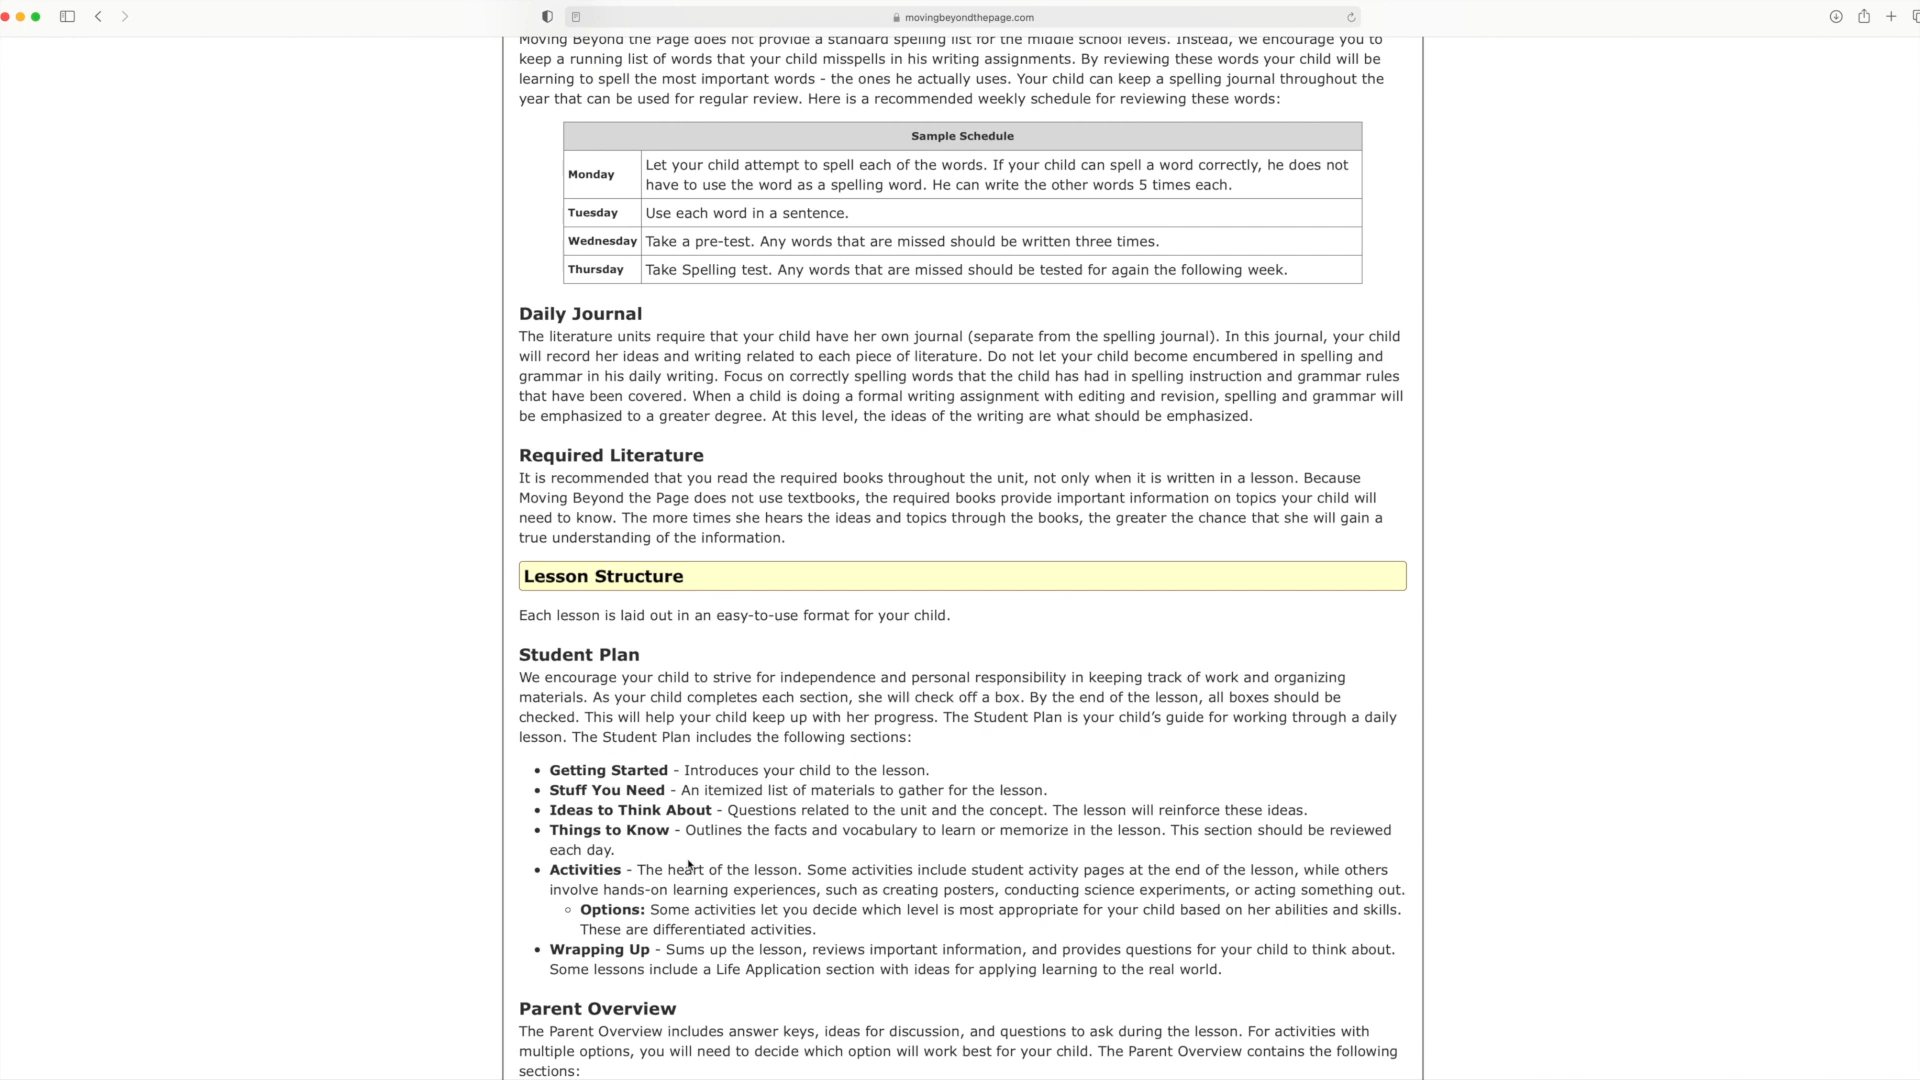 movingbeyondthepage.com
Moving Beyond the Page does not provide a standard spelling list for the middle school levels. Instead, we encourage you to
keep a running list of words that your child misspells in his writing assignments. By reviewing these words your child will be
learning to spell the most important words - the ones he actually uses. Your child can keep a spelling journal throughout the
year that can be used for regular review. Here is a recommended weekly schedule for reviewing these words:
Sample Schedule
Monday
Let your child attempt to spell each of the words. If your child can spell a word correctly, he does not
have to use the word as a spelling word. He can write the other words 5 times each.
Tuesday Use each word in a sentence.
Wednesday Take a pre-test. Any words that are missed should be written three times.
Thursday Take Spelling test. Any words that are missed should be tested for again the following week.
Daily Journal
The literature units require that your child have her own journal (separate from the spelling journal). In this journal, your child
will record her ideas and writing related to each piece of literature. Do not let your child become encumbered in spelling and
grammar in his daily writing. Focus on correctly spelling words that the child has had in spelling instruction and grammar rules
that have been covered. When a child is doing a formal writing assignment with editing and revision, spelling and grammar will
be emphasized to a greater degree. At this level, the ideas of the writing are what should be emphasized.
Required Literature
It is recommended that you read the required books throughout the unit, not only when it is written in a lesson. Because
Moving Beyond the Page does not use textbooks, the required books provide important information on topics your child will
need to know. The more times she hears the ideas and topics through the books, the greater the chance that she will gain a
true understanding of the information.
Lesson Structure
Each lesson is laid out in an easy-to-use format for your child.
Student Plan
We encourage your child to strive for independence and personal responsibility in keeping track of work and organizing
materials. As your child completes each section, she will check off a box. By the end of the lesson, all boxes should be
checked. This will help your child keep up with her progress. The Student Plan is your child’s guide for working through a daily
lesson. The Student Plan includes the following sections:
• Getting Started - Introduces your child to the lesson.
• Stuff You Need - An itemized list of materials to gather for the lesson.
• Ideas to Think About - Questions related to the unit and the concept. The lesson will reinforce these ideas.
• Things to Know - Outlines the facts and vocabulary to learn or memorize in the lesson. This section should be reviewed
each day.
• Activities - The heart of the lesson. Some activities include student activity pages at the end of the lesson, while others
involve hands-on learning experiences, such as creating posters, conducting science experiments, or acting something out.
◦ Options: Some activities let you decide which level is most appropriate for your child based on her abilities and skills.
These are differentiated activities.
• Wrapping Up - Sums up the lesson, reviews important information, and provides questions for your child to think about.
Some lessons include a Life Application section with ideas for applying learning to the real world.
Parent Overview
The Parent Overview includes answer keys, ideas for discussion, and questions to ask during the lesson. For activities with
multiple options, you will need to decide which option will work best for your child. The Parent Overview contains the following
sections: